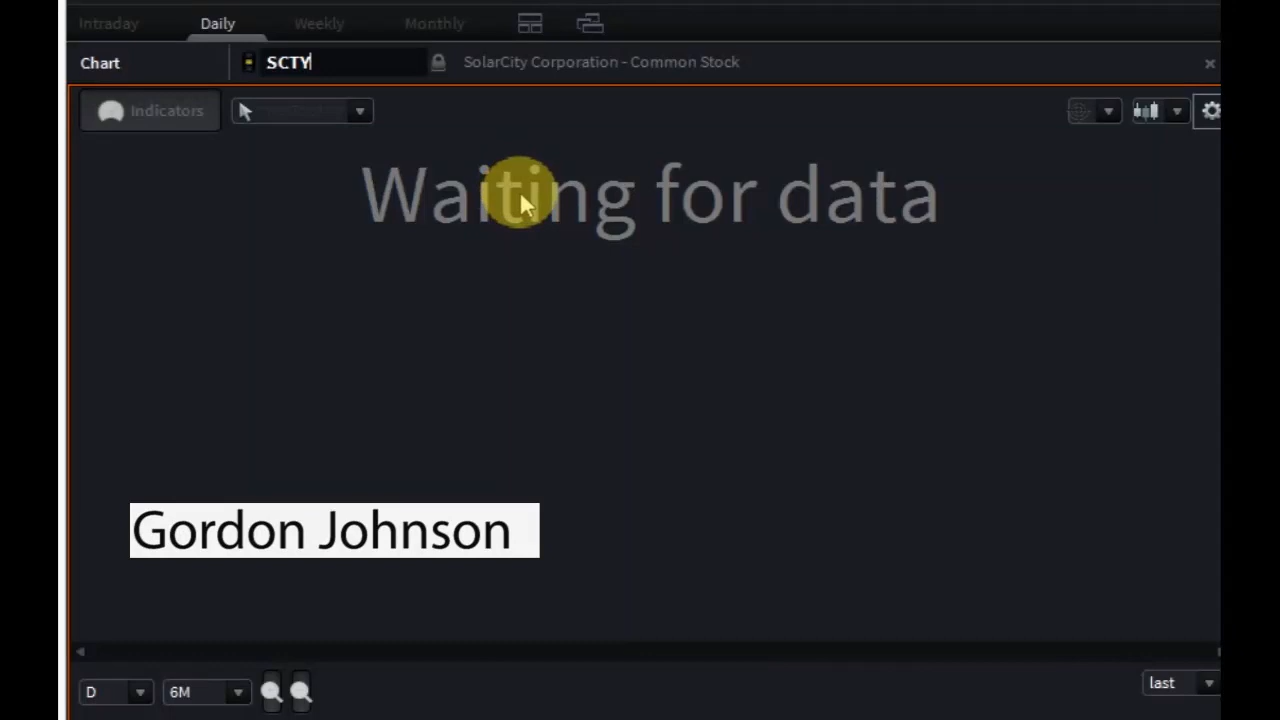 Intraday Daily Weekly Monthly
Chart SCTY SolarCity Corporation - Common Stock ×
Indicators
Waiting for data
Gordon Johnson
D 6M last